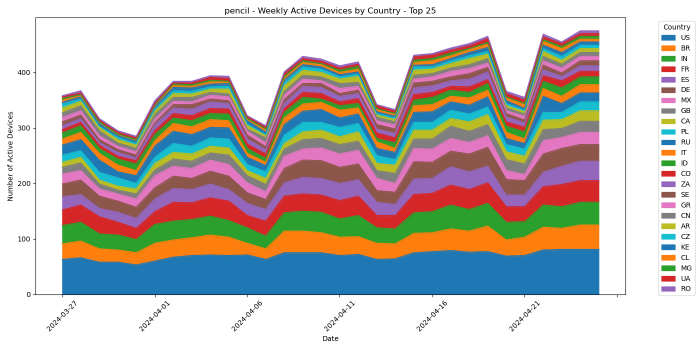 pencil - Weekly Active Devices by Country - Top 25
Number of Active Devices
400
300
200
100
0
2024-03-27
2024-04-01
2024-04-06
2024-04-11
2024-04-16
2024-04-21
Date
Country
US
BR
IN
FR
ES
DE
MX
GB
CA
PL
RU
IT
ID
CO
ZA
SE
GR
CN
AR
CZ
KE
CL
MG
UA
RO